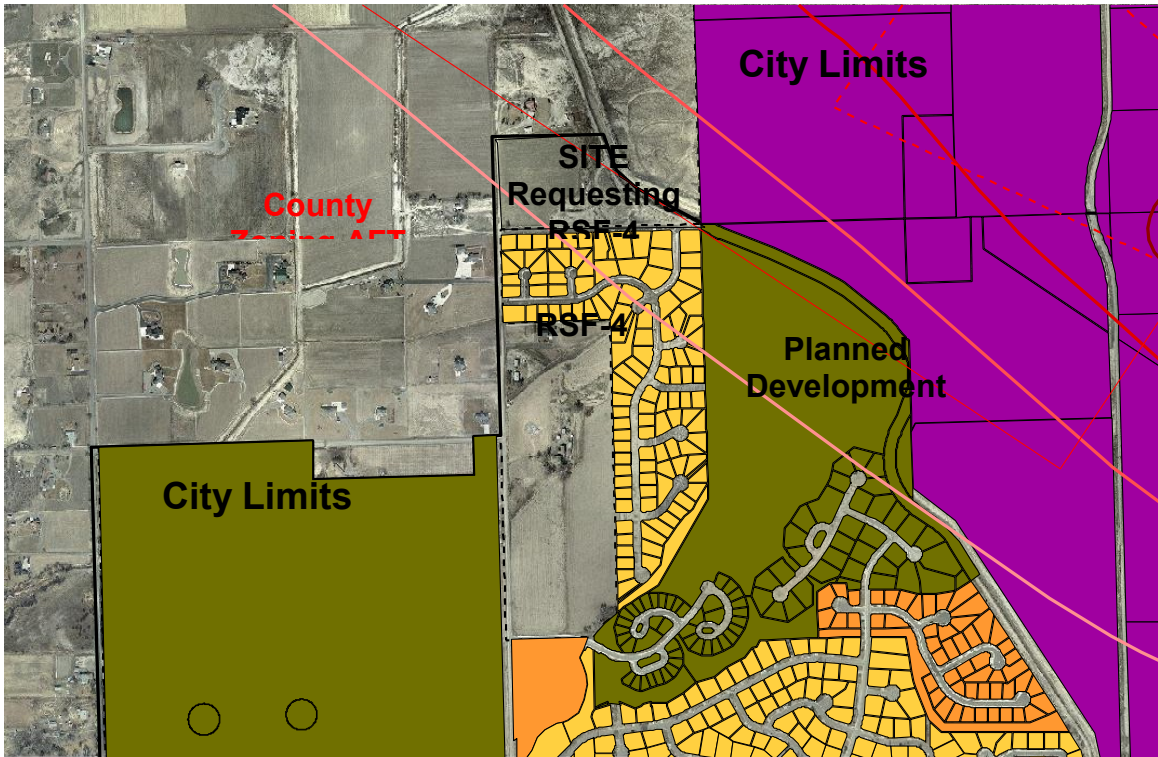 City Limits
SITE
Requesting
RSF-4
County
RSF-4
Planned
Development
City Limits